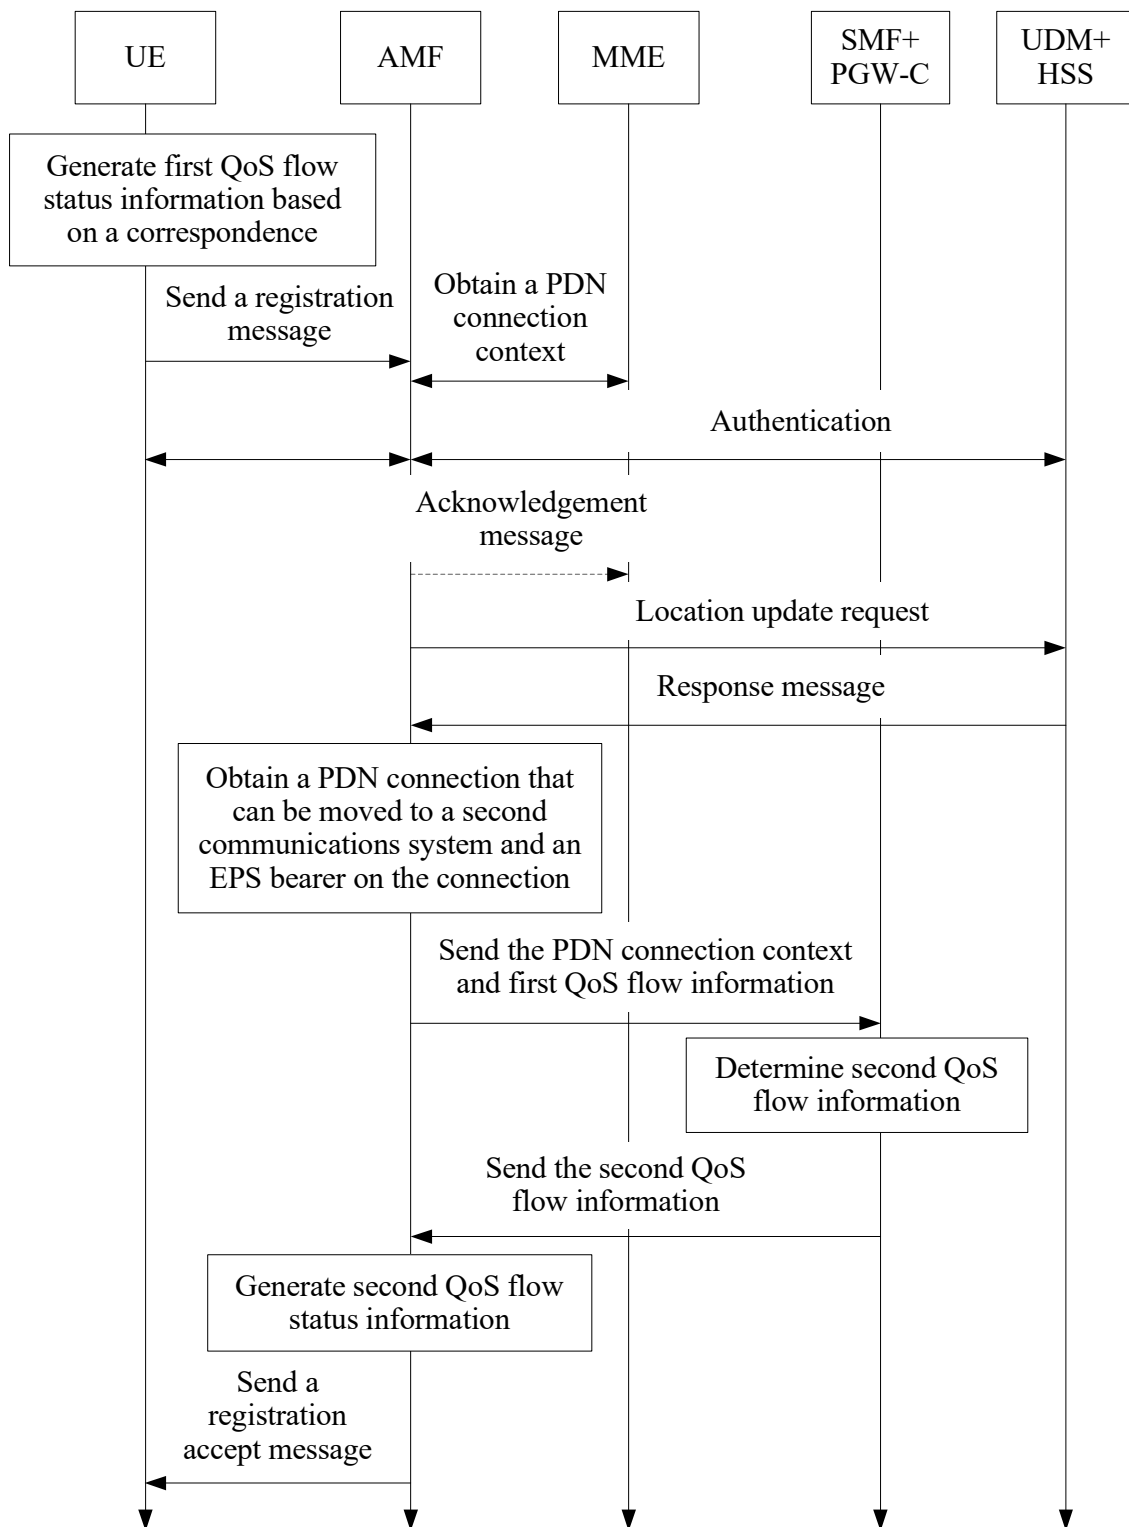 UE
AMF
MME
SMF+
PGW-C
UDM+
HSS
Generate first QoS flow
status information based
on a correspondence
Send a registration
message
Obtain a PDN
connection
context
Authentication
Acknowledgement
message
Location update request
Response message
Obtain a PDN connection that
can be moved to a second
communications system and an
EPS bearer on the connection
Send the PDN connection context
and first QoS flow information
Determine second QoS
flow information
Send the second QoS
flow information
Generate second QoS flow
status information
Send a
registration
accept message